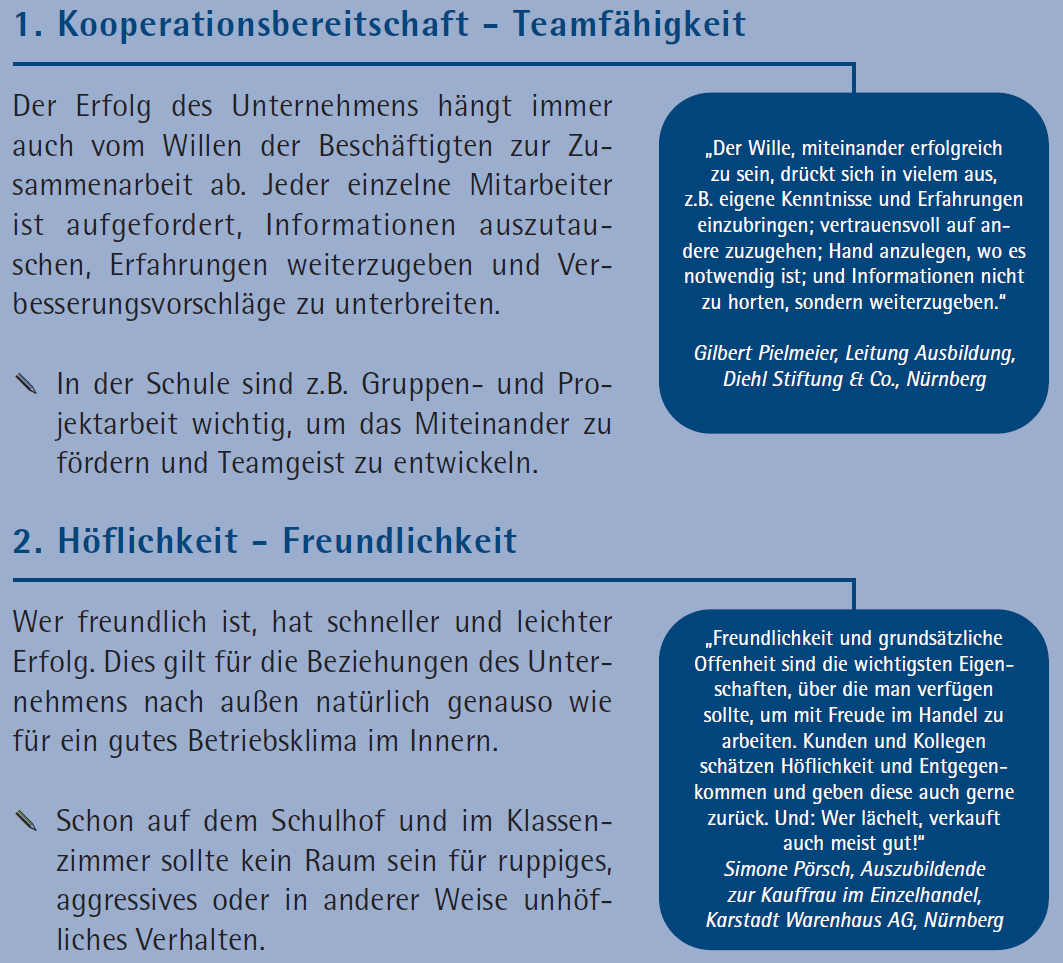 1. Kooperationsbereitschaft – Teamfähigkeit
Der Erfolg des Unternehmens hängt immer
auch vom Willen der Beschäftigten zur Zu-
sammenarbeit ab. Jeder einzelne Mitarbeiter
ist aufgefordert, Informationen auszutau-
schen, Erfahrungen weiterzugeben und Ver-
besserungsvorschläge zu unterbreiten.
In der Schule sind z.B. Gruppen- und Pro-
jektarbeit wichtig, um das Miteinander zu
fördern und Teamgeist zu entwickeln.
„Der Wille, miteinander erfolgreich
zu sein, drückt sich in vielem aus,
z.B. eigene Kenntnisse und Erfahrungen
einzubringen; vertrauensvoll auf an-
dere zuzugehen; Hand anzulegen, wo es
notwendig ist; und Informationen nicht
zu horten, sondern weiterzugeben.“
Gilbert Pielmeier, Leitung Ausbildung,
Diehl Stiftung & Co., Nürnberg
2. Höflichkeit – Freundlichkeit
Wer freundlich ist, hat schneller und leichter
Erfolg. Dies gilt für die Beziehungen des Unter-
nehmens nach außen natürlich genauso wie
für ein gutes Betriebsklima im Innern.
Schon auf dem Schulhof und im Klassen-
zimmer sollte kein Raum sein für ruppiges,
aggressives oder in anderer Weise unhöf-
liches Verhalten.
„Freundlichkeit und grundsätzliche
Offenheit sind die wichtigsten Eigen-
schaften, über die man verfügen
sollte, um mit Freude im Handel zu
arbeiten. Kunden und Kollegen
schätzen Höflichkeit und Entgegen-
kommen und geben diese auch gerne
zurück. Und: Wer lächelt, verkauft
auch meist gut!“
Simone Pörsch, Auszubildende
zur Kauffrau im Einzelhandel,
Karstadt Warenhaus AG, Nürnberg